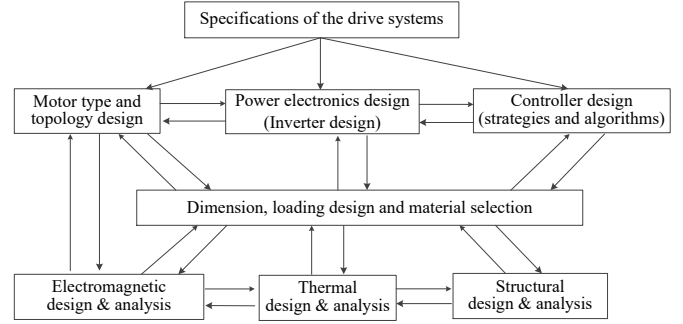 Specifications of the drive systems
Motor type and
topology design
Power electronics design
(Inverter design)
Controller design
(strategies and algorithms)
Dimension, loading design and material selection
Electromagnetic
design & analysis
Thermal
design & analysis
Structural
design & analysis